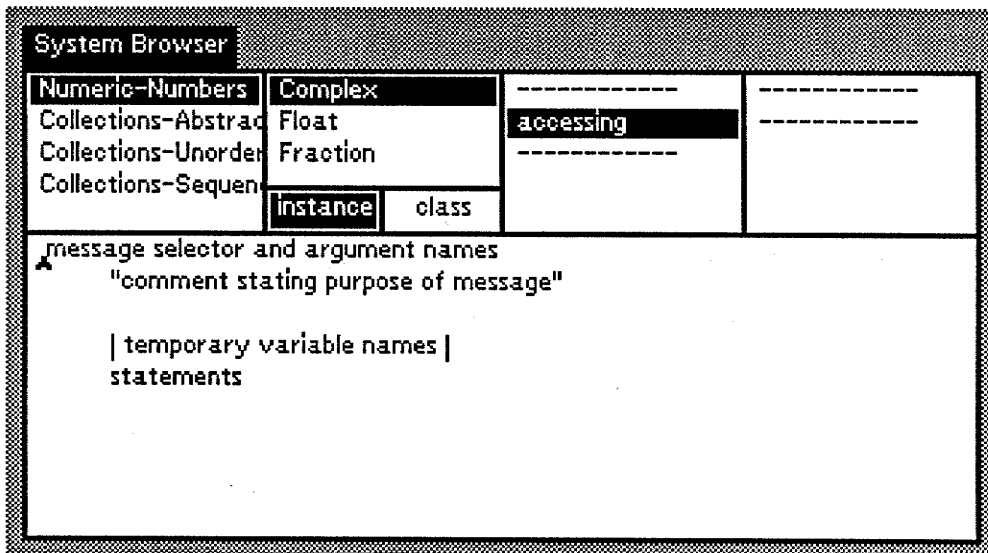 System Browser
Numeric-Numbers
Collections-Abstrac
Collections-Unorder
Collections-Sequen
Complex
Float
Fraction
instance class
------------
accessing
------------
------------
------------
message selector and argument names
"comment stating purpose of message"
| temporary variable names |
statements